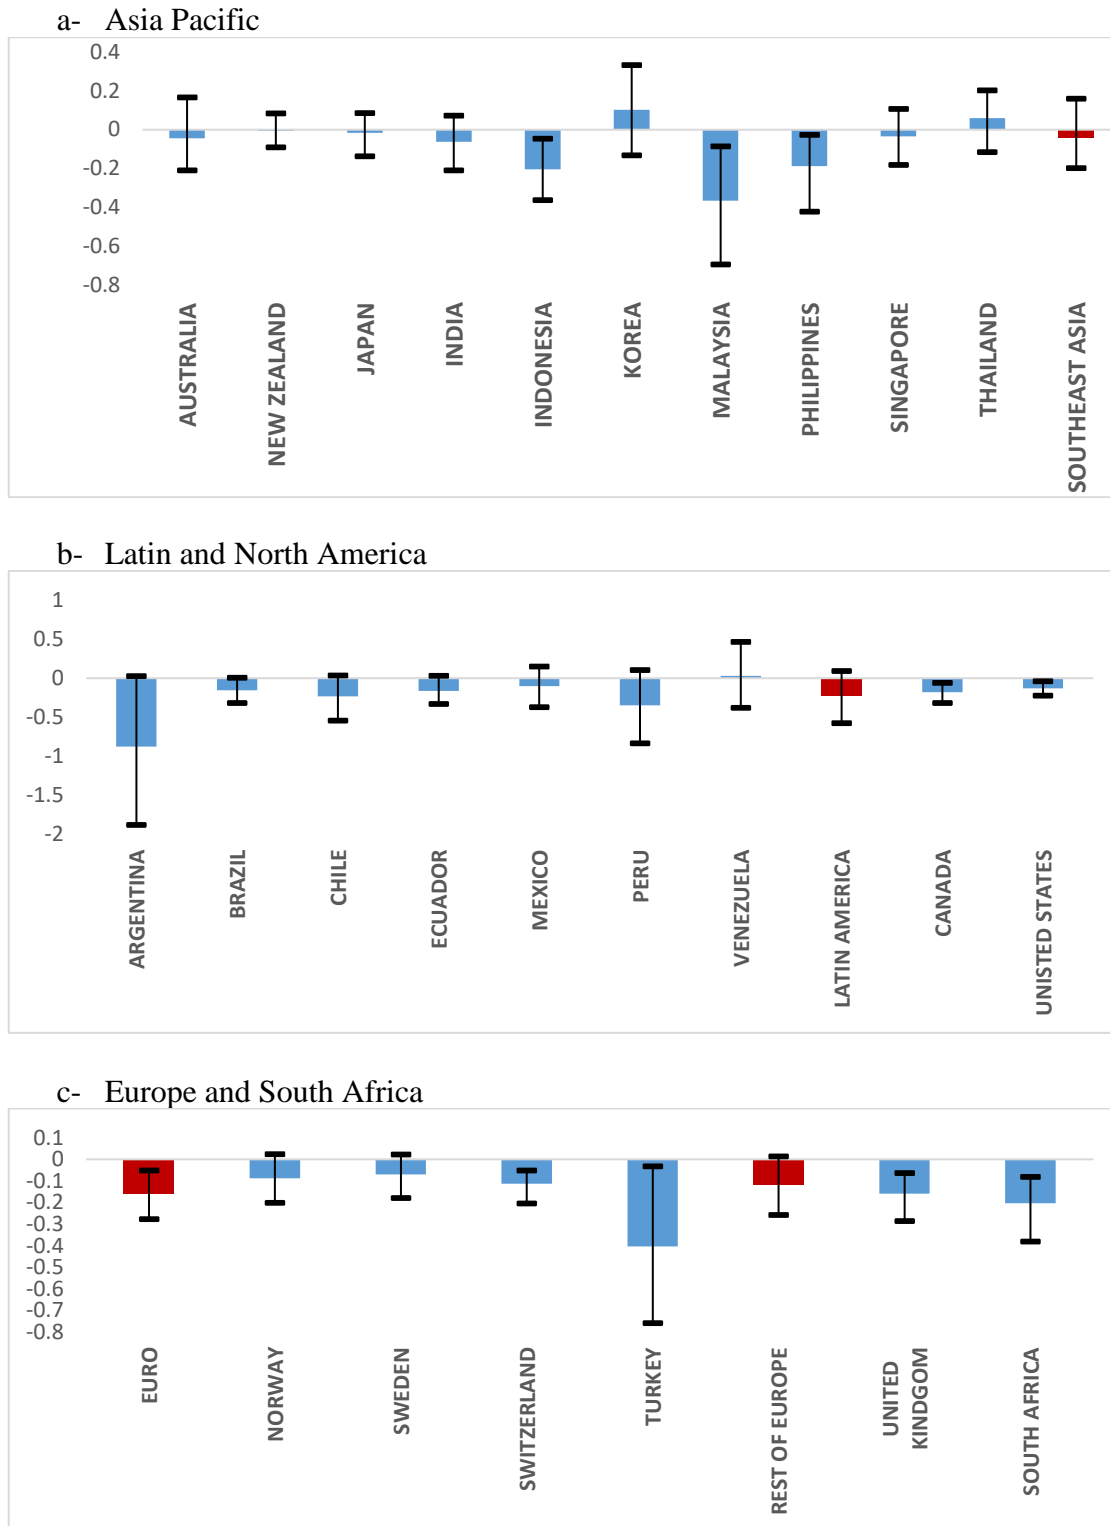 a- Asia Pacific
0.4
0.2
0
-0.2
-0.4
-0.6
-0.8
AUSTRALIA
NEW ZEALAND
JAPAN
INDIA
INDONESIA
KOREA
MALAYSIA
PHILIPPINES
SINGAPORE
THAILAND
SOUTHEAST ASIA
b- Latin and North America
1
0.5
0
-0.5
-1
-1.5
-2
ARGENTINA
BRAZIL
CHILE
ECUADOR
MEXICO
PERU
VENEZUELA
LATIN AMERICA
CANADA
UNISTED STATES
c- Europe and South Africa
0.1
0
-0.1
-0.2
-0.3
-0.4
-0.5
-0.6
-0.7
-0.8
EURO
NORWAY
SWEDEN
SWITZERLAND
TURKEY
REST OF EUROPE
UNITED
KINDGOM
SOUTH AFRICA